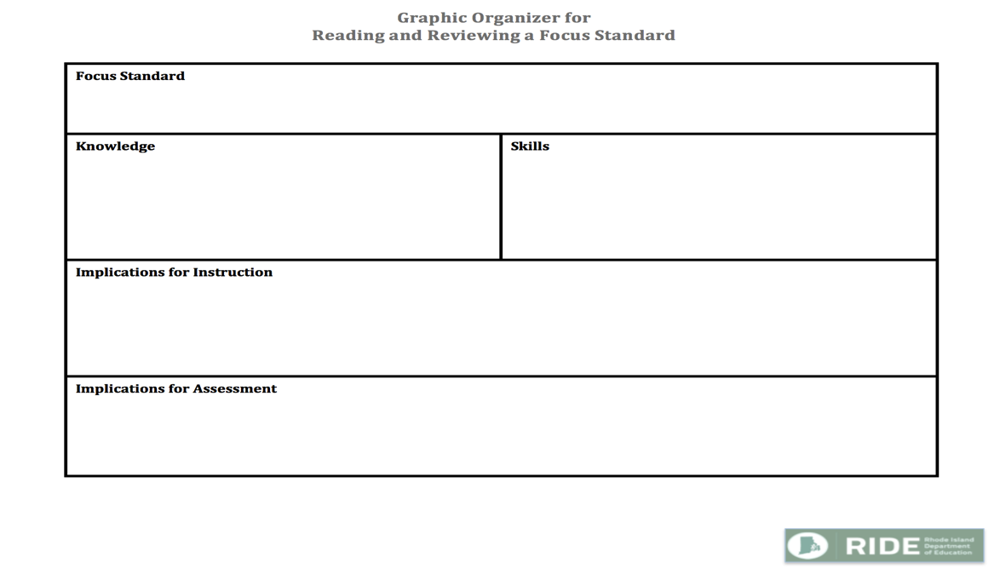 Graphic Organizer for
Reading and Reviewing a Focus Standard
Focus Standard
Knowledge
Skills
Implications for Instruction
Implications for Assessment
RIDE
Rhode Island
Department
of Education